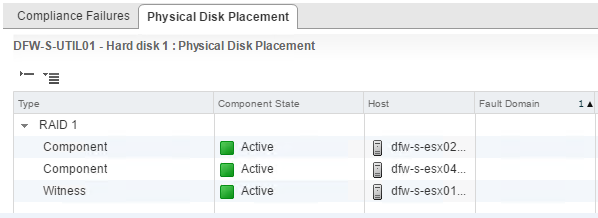 Compliance Failures Physical Disk Placement
DFW-S-UTIL01 - Hard disk 1 : Physical Disk Placement
Type Component State Host Fault Domain 1▲
RAID 1
Component Active dfw-s-esx02...
Component Active dfw-s-esx04...
Witness Active dfw-s-esx01...